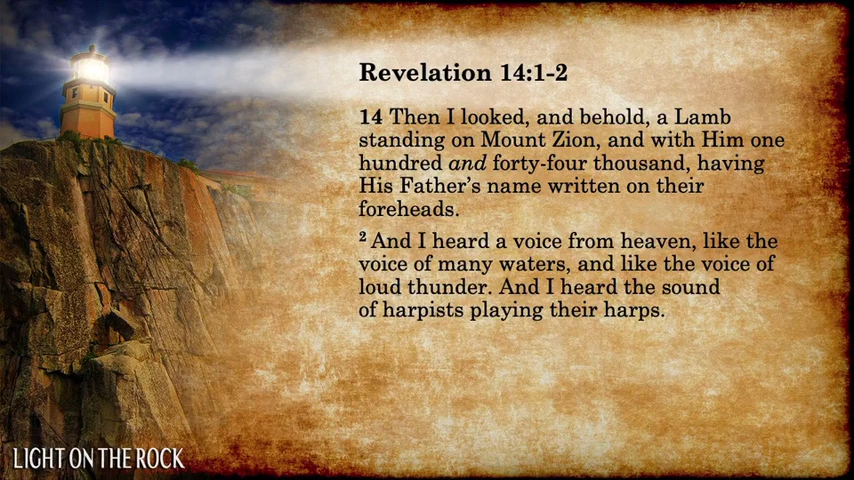 Revelation 14:1-2
14 Then I looked, and behold, a Lamb
standing on Mount Zion, and with Him one
hundred and forty-four thousand, having
His Father’s name written on their
foreheads.
2 And I heard a voice from heaven, like the
voice of many waters, and like the voice of
loud thunder. And I heard the sound
of harpists playing their harps.
LIGHT ON THE ROCK